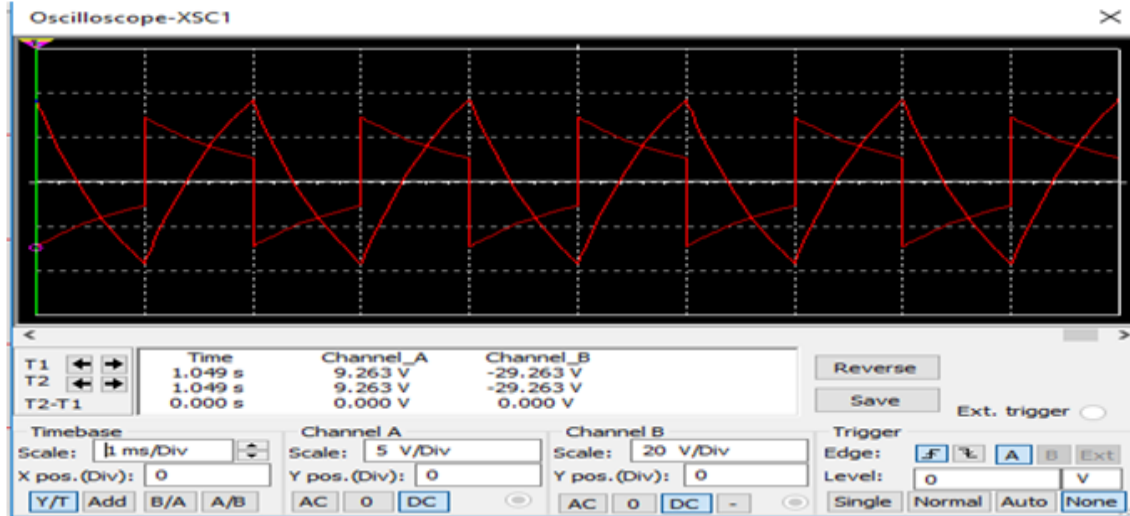 Oscilloscope-XSC1
Time Channel_A Channel_B
T1 1.049 s 9.263 V -29.263 V
T2 1.049 s 9.263 V -29.263 V
T2-T1 0.000 s 0.000 V 0.000 V
Reverse
Save
Ext. trigger
Timebase Channel A Channel B Trigger
Scale: 1 ms/Div Scale: 5 V/Div Scale: 20 V/Div Edge: A B Ext
X pos.(Div): 0 Y pos.(Div): 0 Y pos.(Div): 0 Level: 0 V
Y/T Add B/A A/B AC 0 DC AC 0 DC - Single Normal Auto None